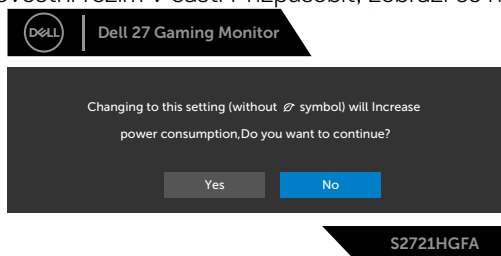 DELL
Dell 27 Gaming Monitor
Changing to this setting (without symbol) will Increase
power consumption,Do you want to continue?
Yes
No
S2721HGFA